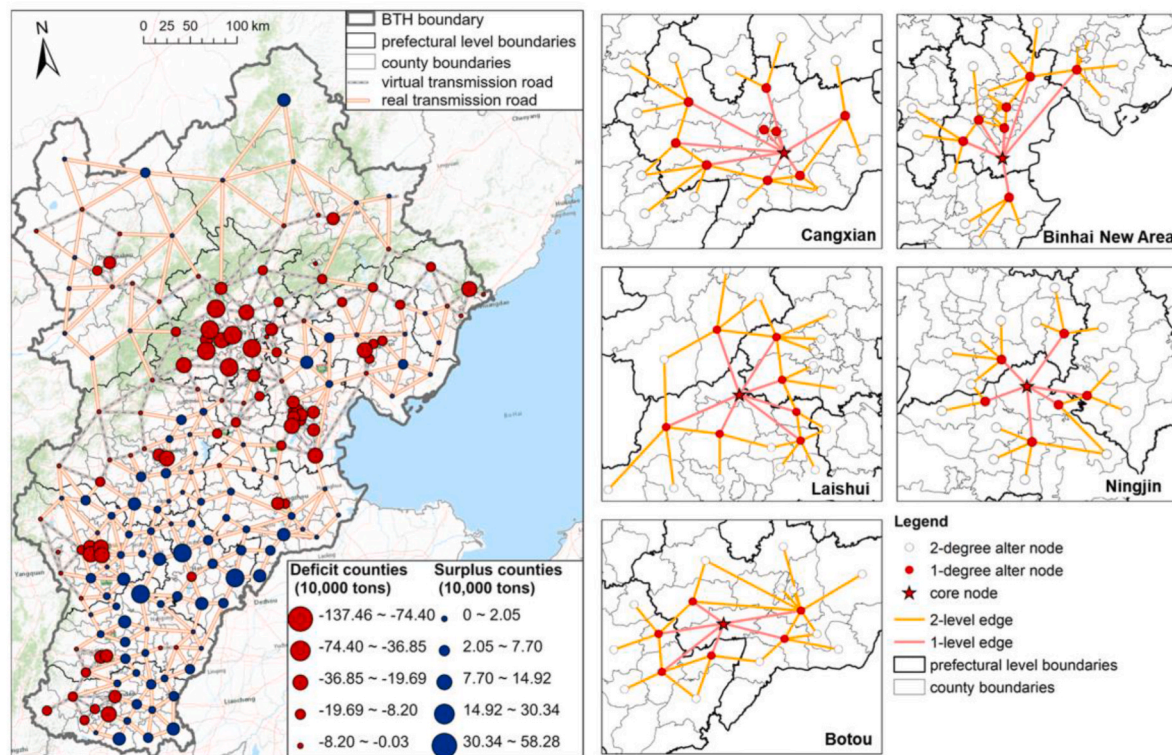 N
0 25 50 100 km
BTH boundary
prefectural level boundaries
county boundaries
virtual transmission road
real transmission road
Chaoyang
Yangquan
Dezhou
Liaocheng
Deficit counties
(10,000 tons)
-137.46 ~ -74.40
-74.40 ~ -36.85
-36.85 ~ -19.69
-19.69 ~ -8.20
-8.20 ~ -0.03
Surplus counties
(10,000 tons)
0 ~ 2.05
2.05 ~ 7.70
7.70 ~ 14.92
14.92 ~ 30.34
30.34 ~ 58.28
Cangxian
Binhai New Area
Laishui
Ningjin
Botou
Legend
2-degree alter node
1-degree alter node
core node
2-level edge
1-level edge
prefectural level boundaries
county boundaries